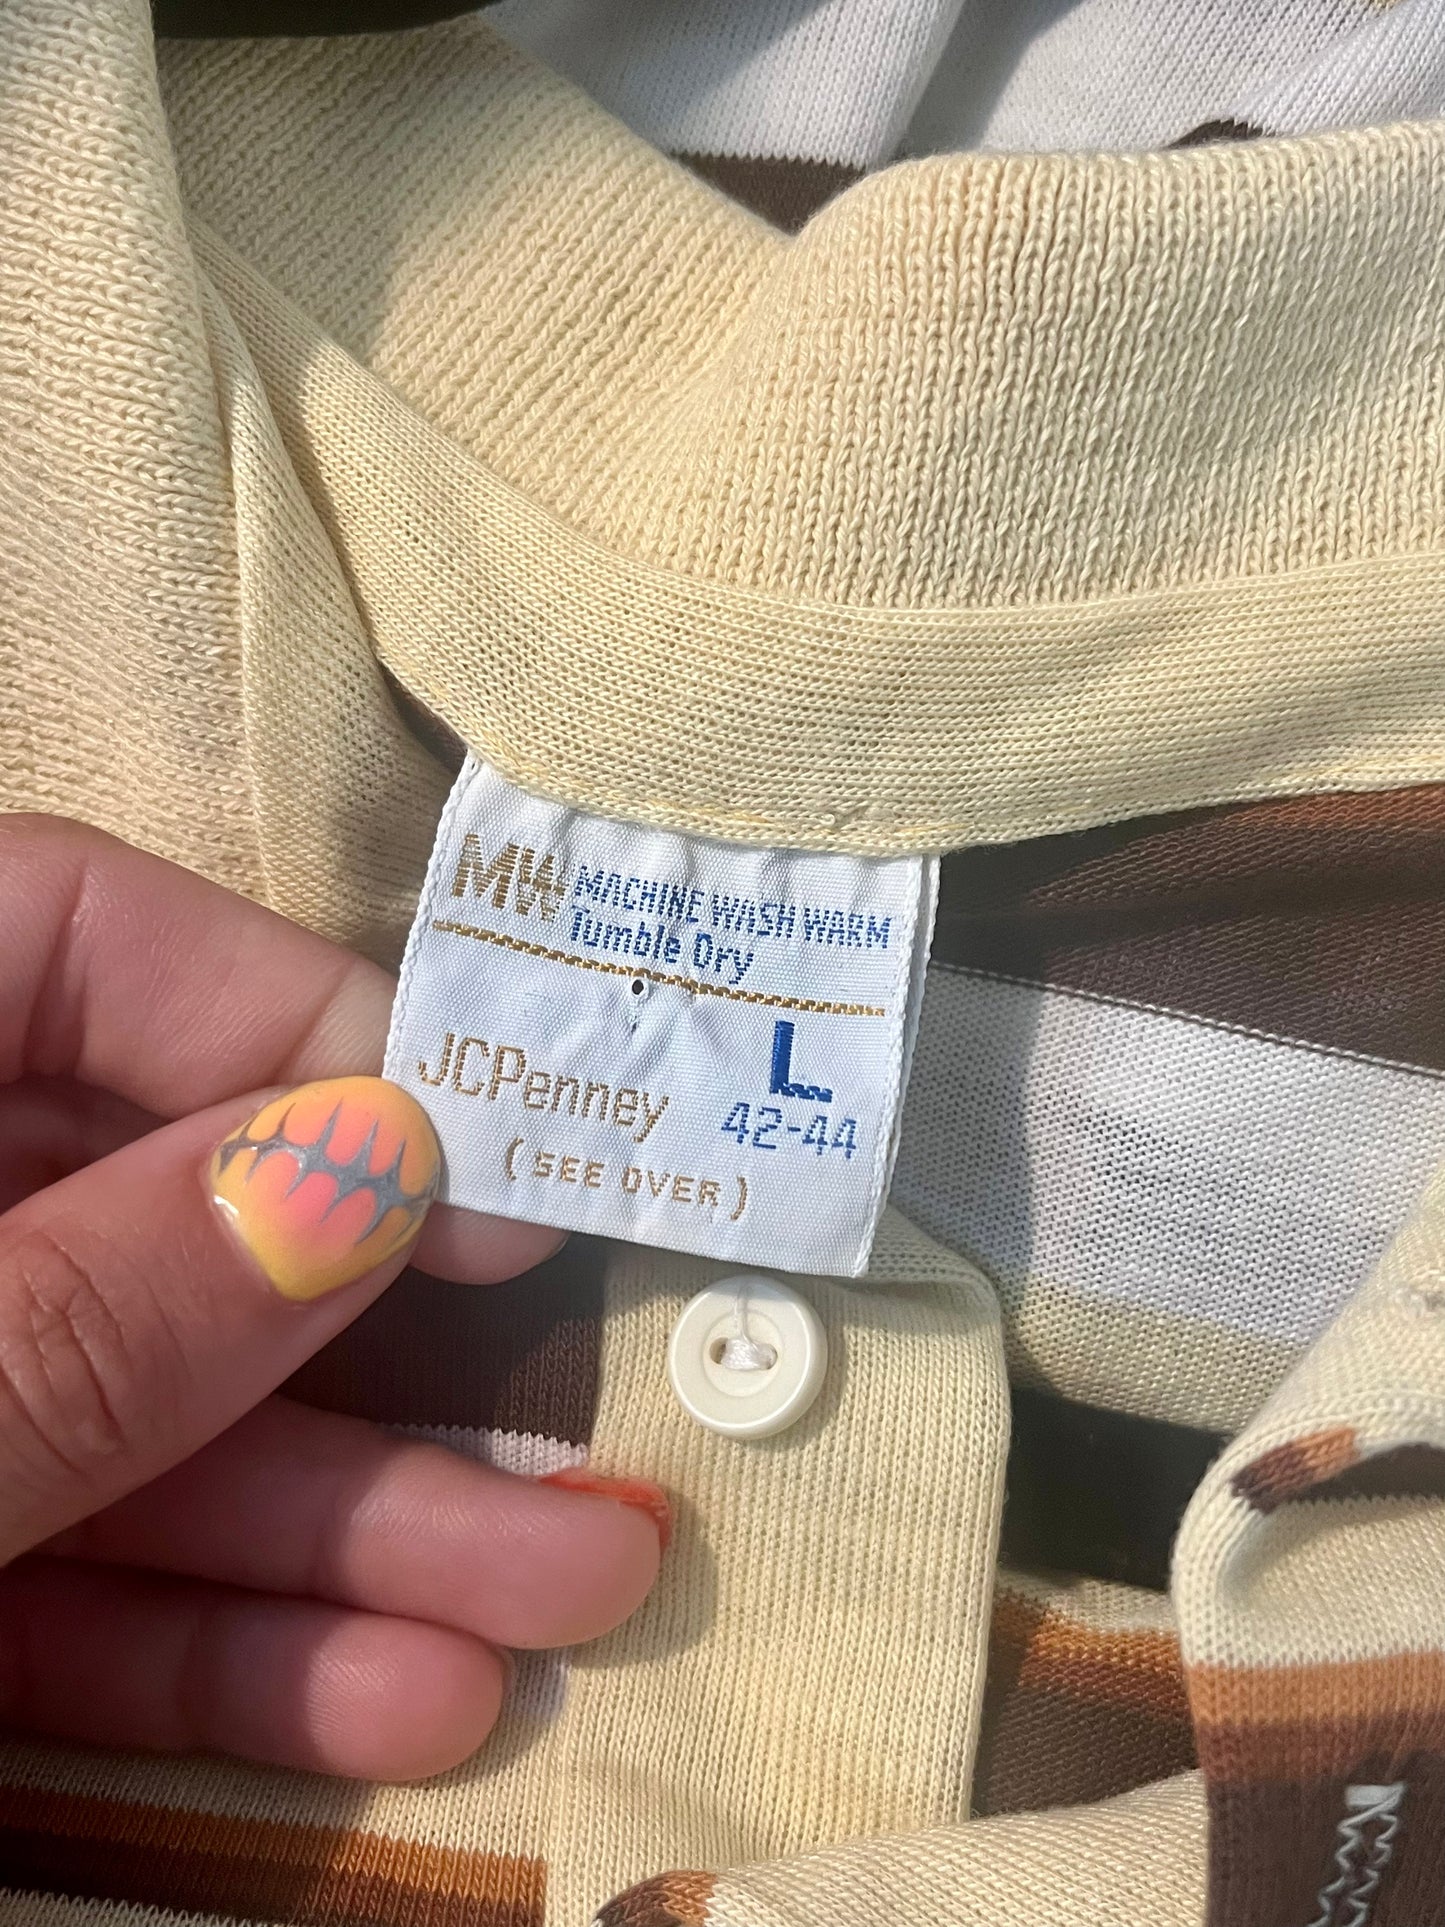 MW MACHINE WASH WARM
Tumble Dry
JCPenney L
42-44
(SEE OVER)